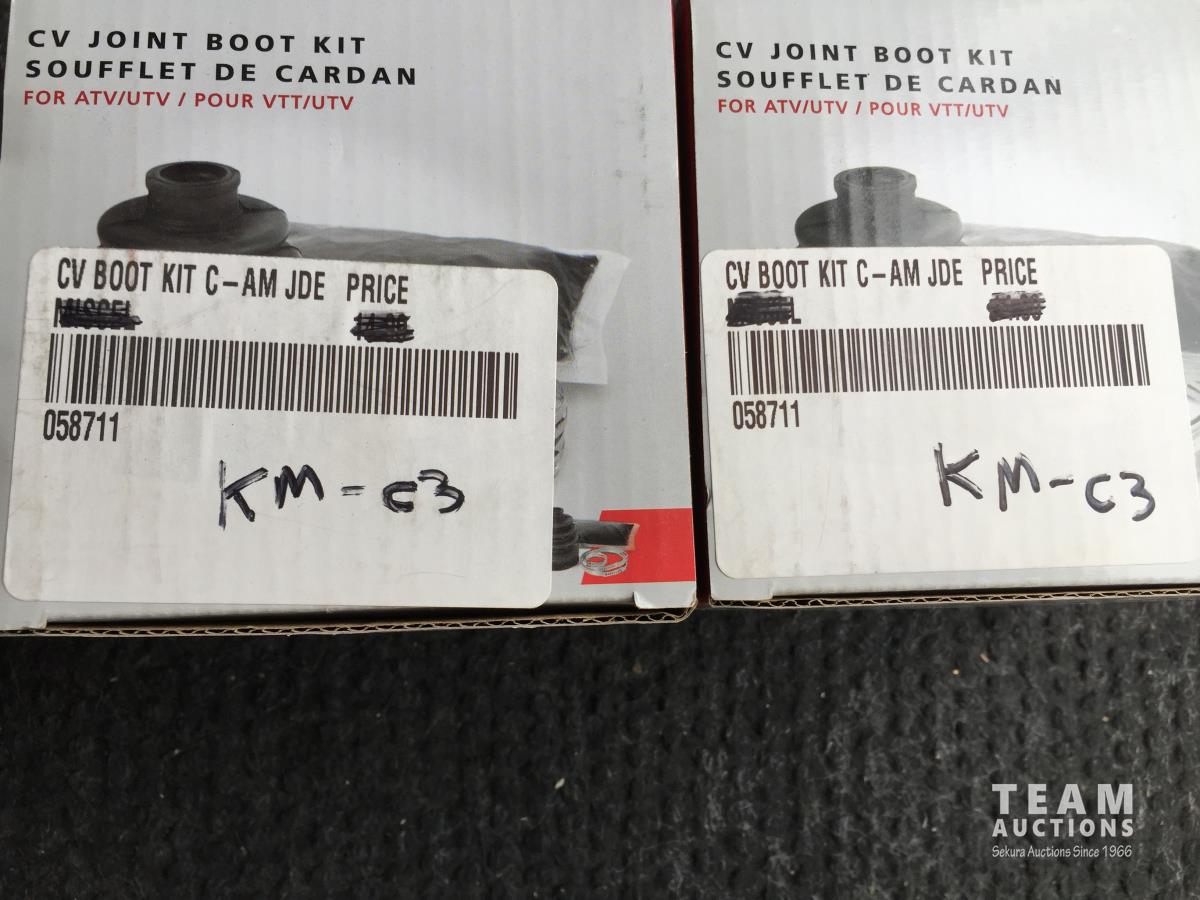 CV JOINT BOOT KIT
SOUFFLET DE CARDAN
FOR ATV/UTV / POUR VTT/UTV
CV BOOT KIT C-AM JDE PRICE
058711
KM-C3
CV JOINT BOOT KIT
SOUFFLET DE CARDAN
FOR ATV/UTV / POUR VTT/UTV
CV BOOT KIT C-AM JDE PRICE
058711
KM-C3
TEAM
AUCTIONS
Sekura Auctions Since 1966